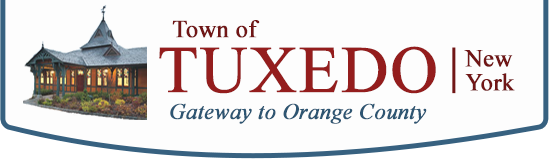 Town of
TUXEDO
New
York
Gateway to Orange County